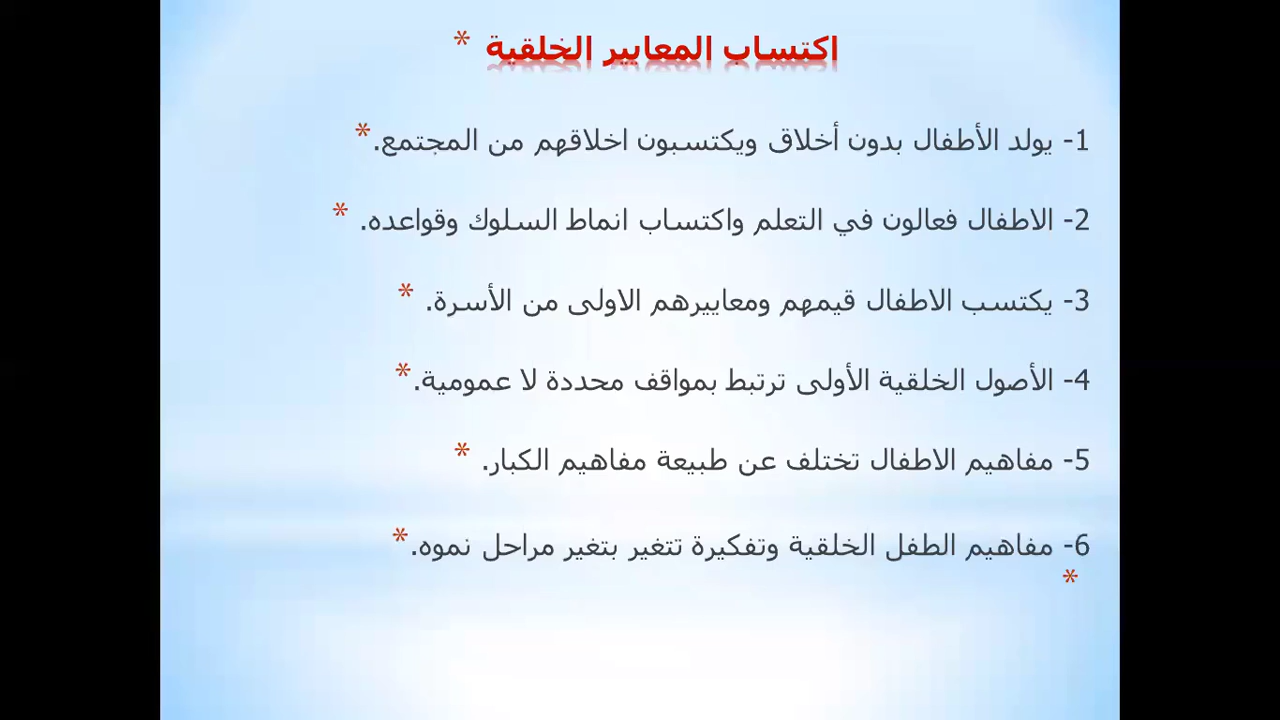 اكتساب المعايير الخلقية *
1- يولد الأطفال بدون أخلاق ويكتسبون اخلاقهم من المجتمع. *
2- الاطفال فعالون في التعلم واكتساب انماط السلوك وقواعده. *
3- يكتسب الاطفال قيمهم ومعاييرهم الاولى من الأسرة. *
4- الأصول الخلقية الأولى ترتبط بمواقف محددة لا عمومية. *
5- مفاهيم الاطفال تختلف عن طبيعة مفاهيم الكبار. *
6- مفاهيم الطفل الخلقية وتفكيرة تتغير بتغير مراحل نموه. *
*